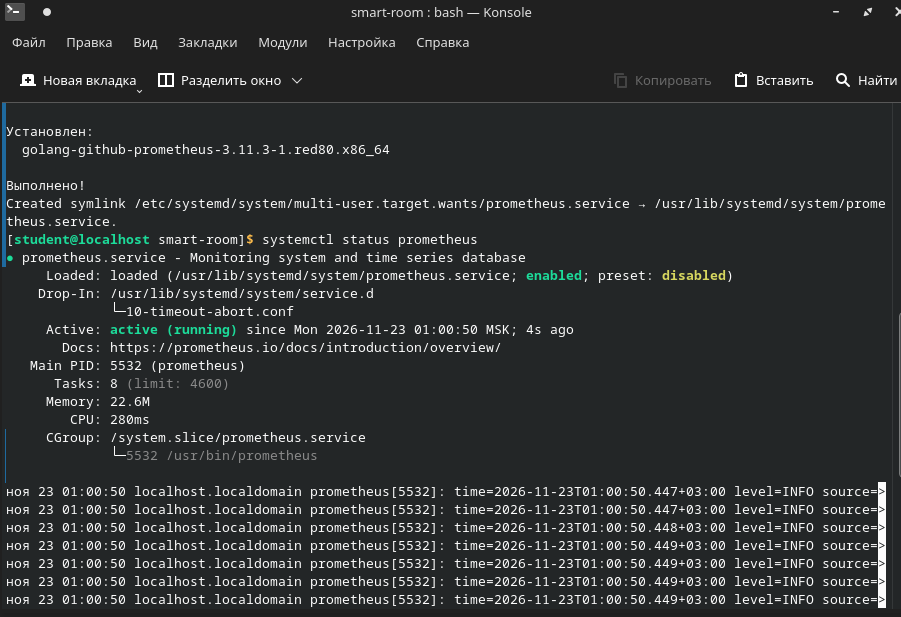 smart-room : bash — Konsole
Файл Правка Вид Закладки Модули Настройка Справка
Новая вкладка Разделить окно Копировать Вставить Найти
Установлен:
  golang-github-prometheus-3.11.3-1.red80.x86_64
Выполнено!
Created symlink /etc/systemd/system/multi-user.target.wants/prometheus.service → /usr/lib/systemd/system/prome
theus.service.
[student@localhost smart-room]$ systemctl status prometheus
● prometheus.service - Monitoring system and time series database
     Loaded: loaded (/usr/lib/systemd/system/prometheus.service; enabled; preset: disabled)
    Drop-In: /usr/lib/systemd/system/service.d
             └─10-timeout-abort.conf
     Active: active (running) since Mon 2026-11-23 01:00:50 MSK; 4s ago
       Docs: https://prometheus.io/docs/introduction/overview/
   Main PID: 5532 (prometheus)
      Tasks: 8 (limit: 4600)
     Memory: 22.6M
        CPU: 280ms
     CGroup: /system.slice/prometheus.service
             └─5532 /usr/bin/prometheus
ноя 23 01:00:50 localhost.localdomain prometheus[5532]: time=2026-11-23T01:00:50.447+03:00 level=INFO source=>
ноя 23 01:00:50 localhost.localdomain prometheus[5532]: time=2026-11-23T01:00:50.447+03:00 level=INFO source=>
ноя 23 01:00:50 localhost.localdomain prometheus[5532]: time=2026-11-23T01:00:50.448+03:00 level=INFO source=>
ноя 23 01:00:50 localhost.localdomain prometheus[5532]: time=2026-11-23T01:00:50.449+03:00 level=INFO source=>
ноя 23 01:00:50 localhost.localdomain prometheus[5532]: time=2026-11-23T01:00:50.449+03:00 level=INFO source=>
ноя 23 01:00:50 localhost.localdomain prometheus[5532]: time=2026-11-23T01:00:50.449+03:00 level=INFO source=>
ноя 23 01:00:50 localhost.localdomain prometheus[5532]: time=2026-11-23T01:00:50.449+03:00 level=INFO source=>